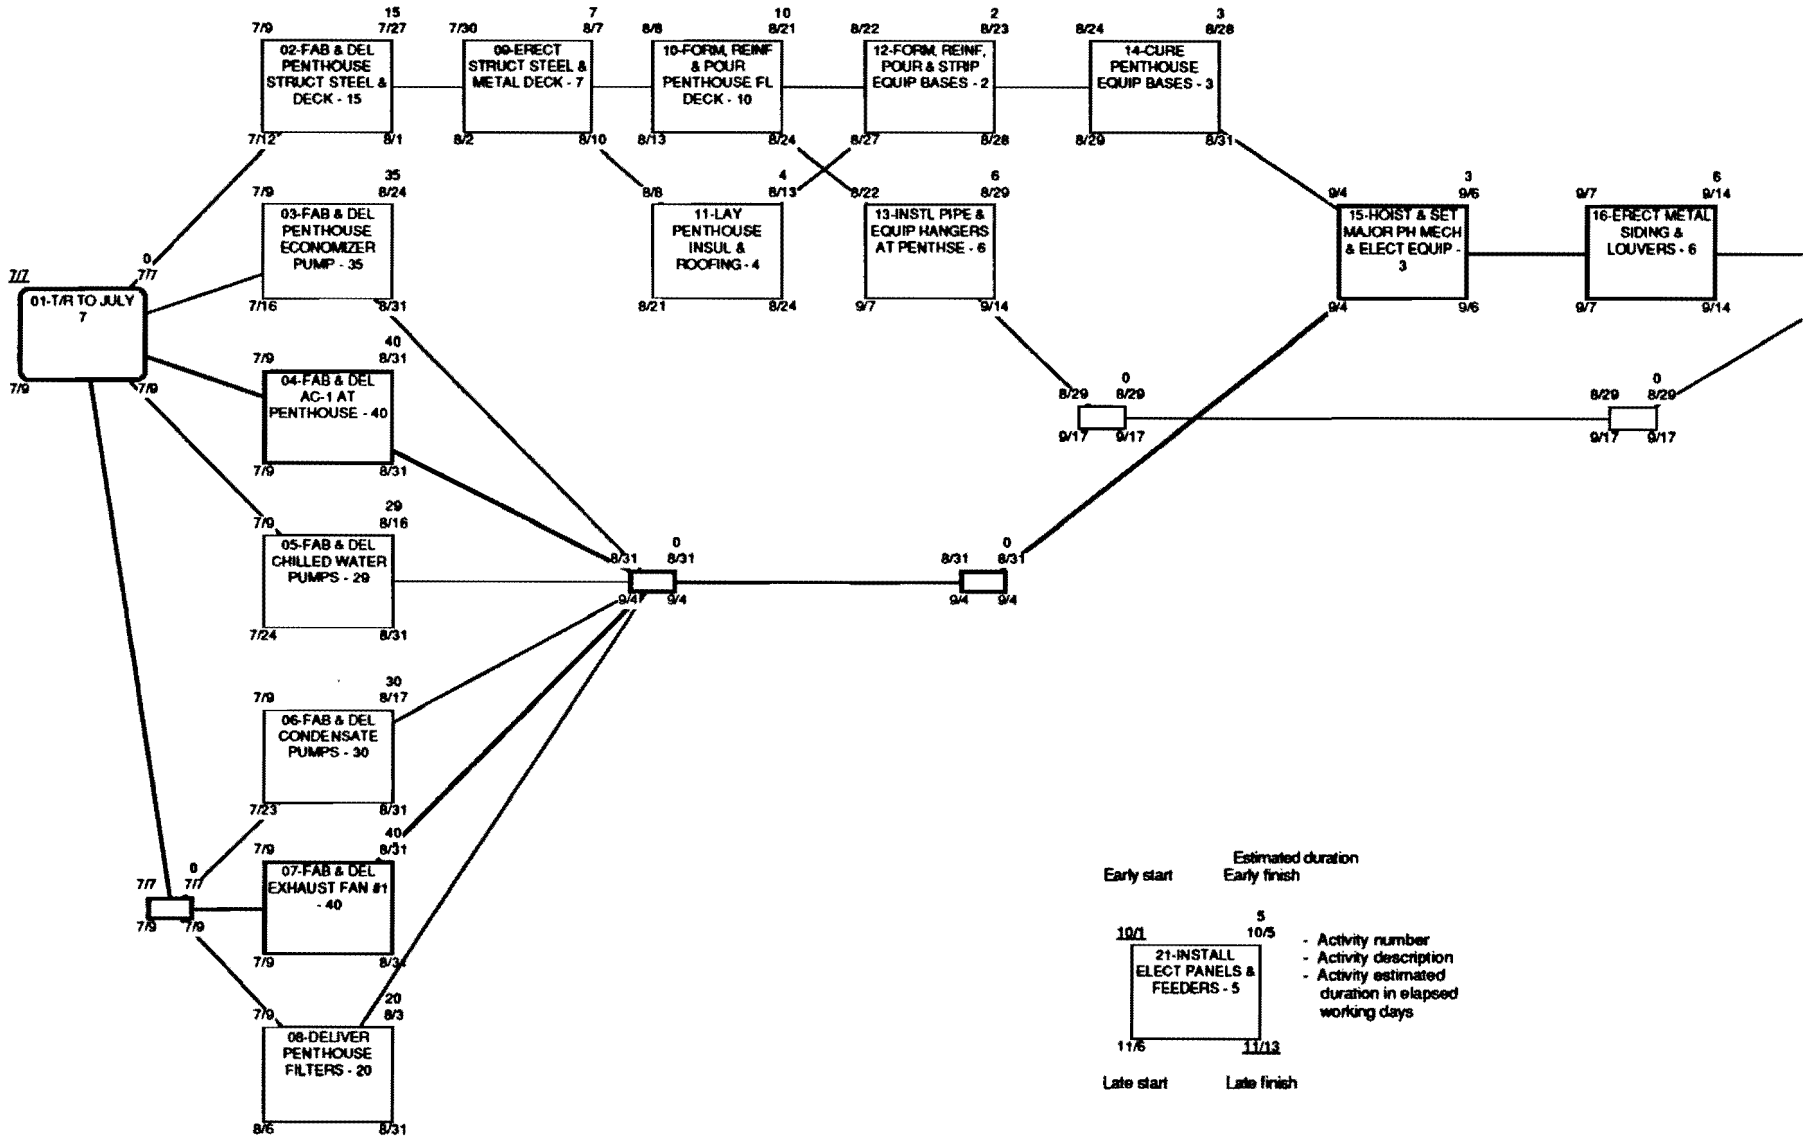 15
7/9 7/27
02-FAB & DEL
PENTHOUSE
STRUCT STEEL &
DECK - 15
7/12 8/1
7
7/30 8/7
09-ERECT
STRUCT STEEL &
METAL DECK - 7
8/2 8/10
10
8/8 8/21
10-FORM, REINF
& POUR
PENTHOUSE FL
DECK - 10
8/13 8/24
2
8/22 8/23
12-FORM, REINF,
POUR & STRIP
EQUIP BASES - 2
8/27 8/28
3
8/24 8/28
14-CURE
PENTHOUSE
EQUIP BASES - 3
8/29 8/31
35
7/9 8/24
03-FAB & DEL
PENTHOUSE
ECONOMIZER
PUMP - 35
7/16 8/31
4
8/8 8/13
11-LAY
PENTHOUSE
INSUL &
ROOFING - 4
8/21 8/24
6
8/22 8/29
13-INSTL PIPE &
EQUIP HANGERS
AT PENTHSE - 6
9/7 9/14
3
9/4 9/6
15-HOIST & SET
MAJOR PH MECH
& ELECT EQUIP -
3
9/4 9/6
6
9/7 9/14
16-ERECT METAL
SIDING &
LOUVERS - 6
9/7 9/14
0
7/7 7/7
01-T/R TO JULY
7
7/9 7/9
40
7/9 8/31
04-FAB & DEL
AC-1 AT
PENTHOUSE - 40
7/9 8/31
0
8/29 8/29
9/17 9/17
0
8/29 8/29
9/17 9/17
29
7/9 8/16
05-FAB & DEL
CHILLED WATER
PUMPS - 29
7/24 8/31
0
8/31 8/31
9/4 9/4
0
8/31 8/31
9/4 9/4
30
7/9 8/17
06-FAB & DEL
CONDENSATE
PUMPS - 30
7/23 8/31
40
7/9 8/31
07-FAB & DEL
EXHAUST FAN #1
- 40
7/9 8/31
0
7/7 7/7
7/9 7/9
20
7/9 8/3
08-DELIVER
PENTHOUSE
FILTERS - 20
8/6 8/31
Estimated duration
Early start Early finish
5
10/1 10/5
21-INSTALL
ELECT PANELS &
FEEDERS - 5
11/6 11/13
- Activity number
- Activity description
- Activity estimated
duration in elapsed
working days
Late start Late finish